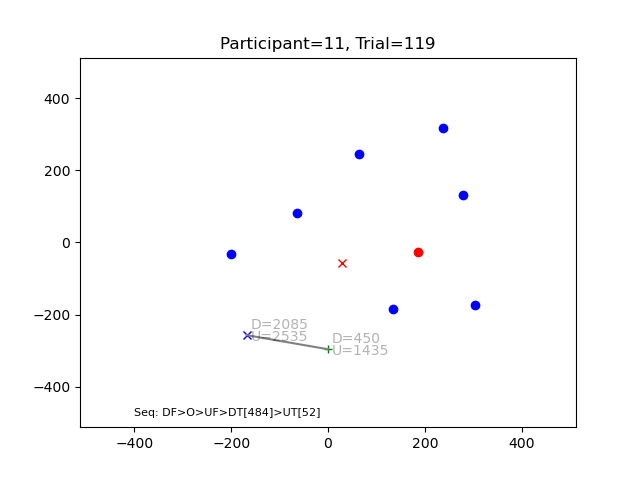 Participant=11, Trial=119
400
200
0
−200
−400
D=2085
U=2535
D=450
U=1435
Seq: DF>O>UF>DT[484]>UT[52]
−400
−200
0
200
400